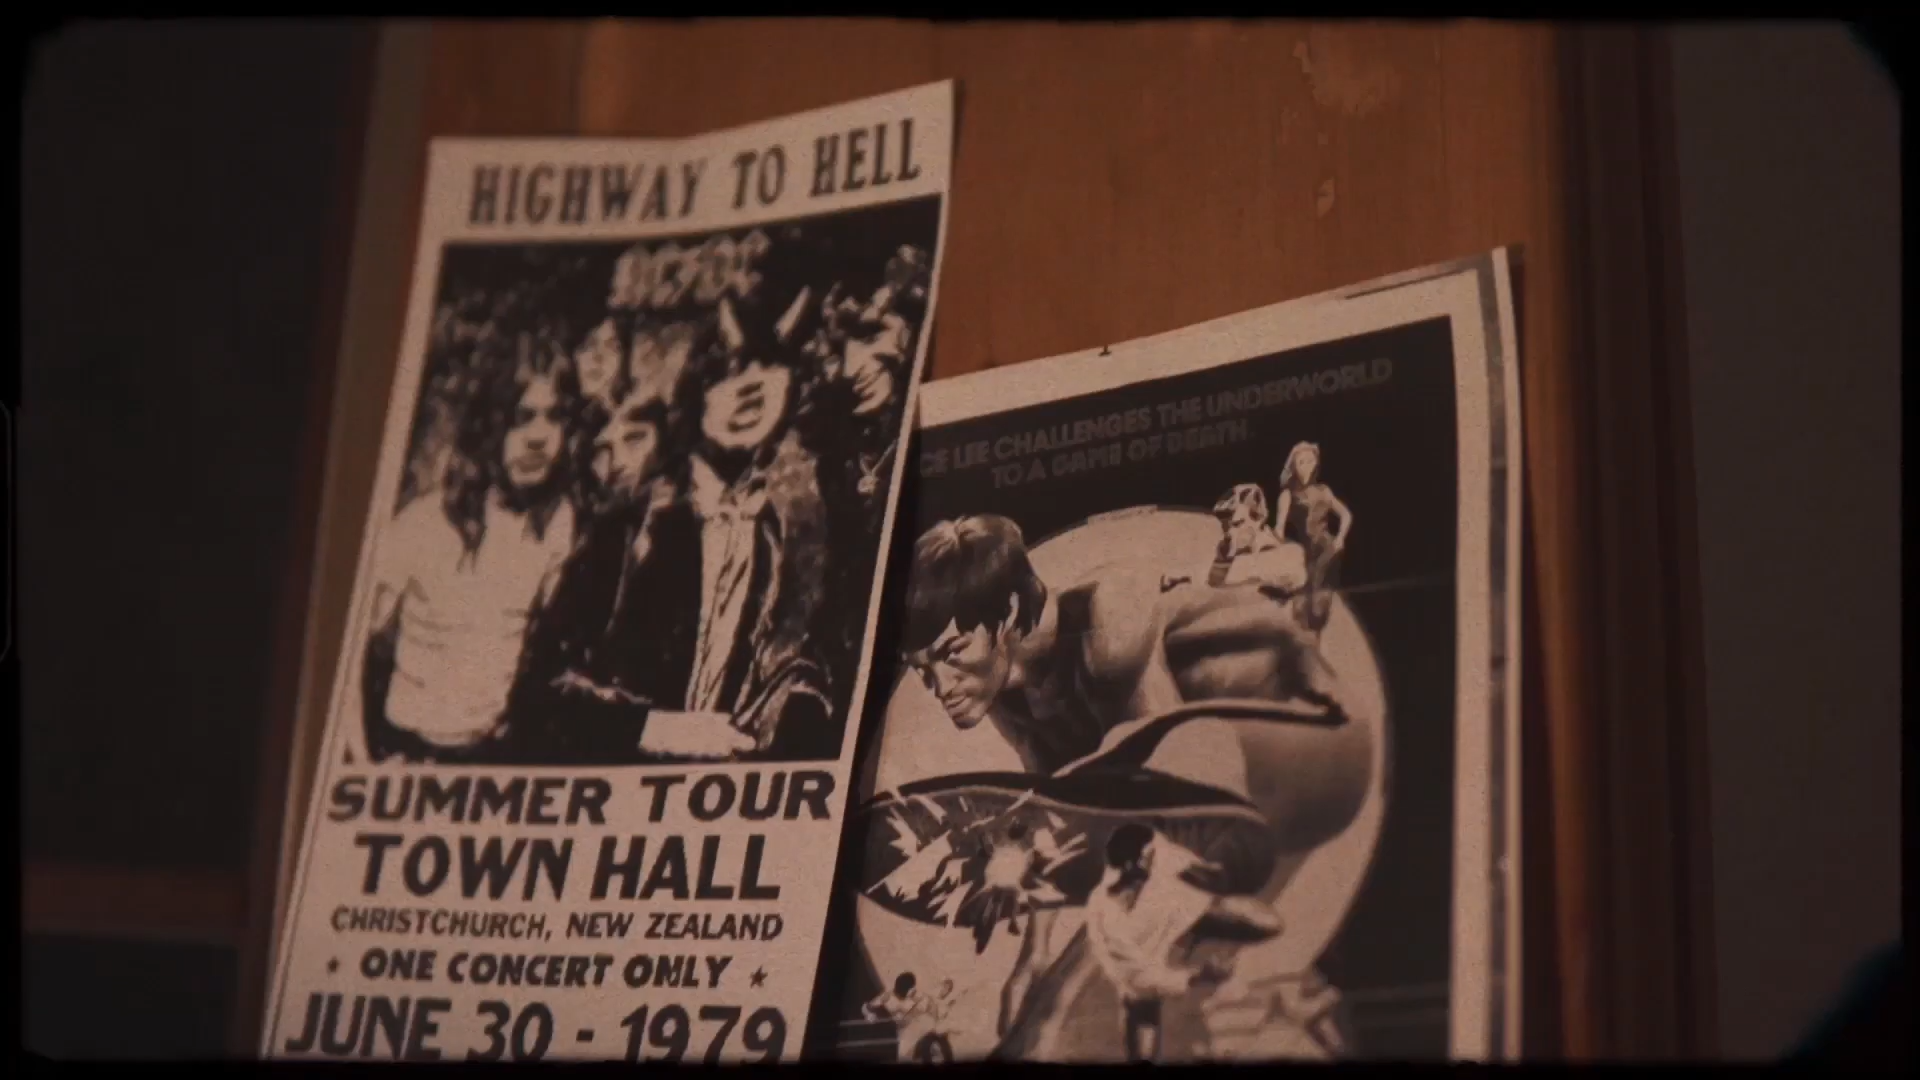 HIGHWAY TO HELL
AC/DC
SUMMER TOUR
TOWN HALL
CHRISTCHURCH, NEW ZEALAND
ONE CONCERT ONLY
JUNE 30 - 1979
CE LEE CHALLENGES THE UNDERWORLD
TO A GAME OF DEATH.